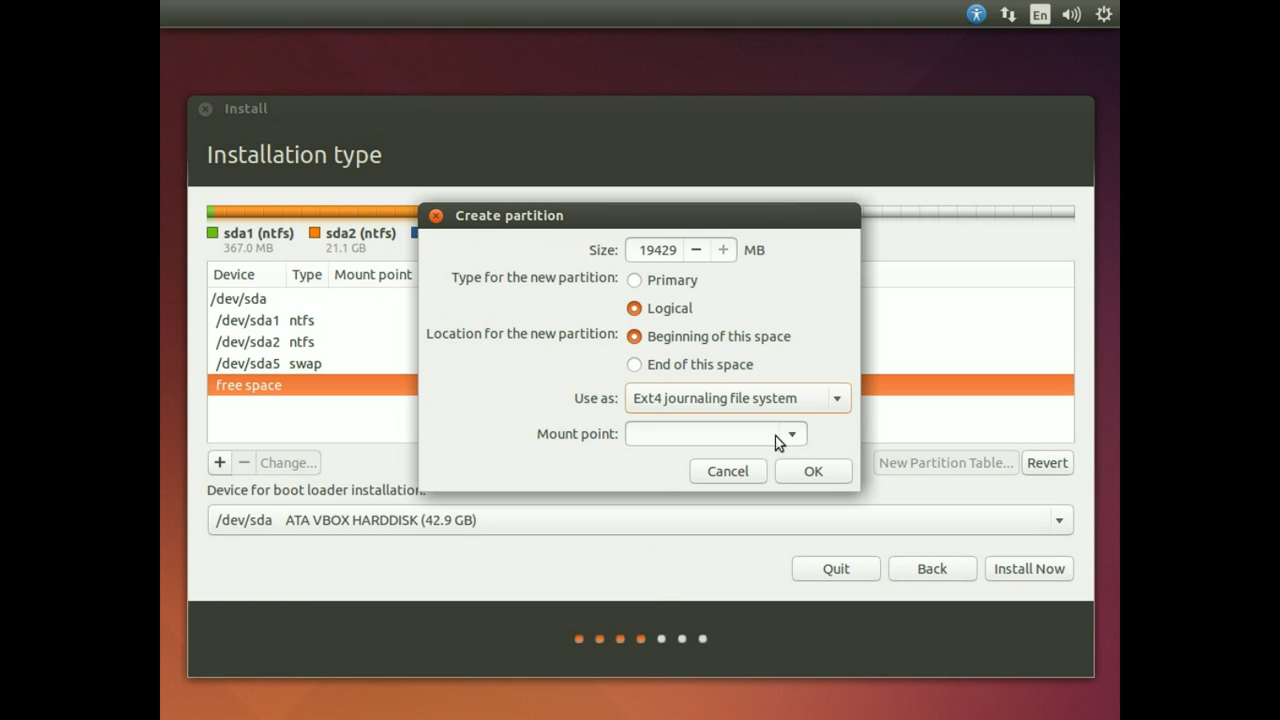 En
Install
Installation type
Create partition
sda1 (ntfs) sda2 (ntfs)
367.0 MB 21.1 GB
Size: 19429 − + MB
Type for the new partition: Primary
Logical
Location for the new partition: Beginning of this space
End of this space
Use as: Ext4 journaling file system
Mount point:
Cancel OK
Device Type Mount point
/dev/sda
/dev/sda1 ntfs
/dev/sda2 ntfs
/dev/sda5 swap
free space
+ − Change... New Partition Table... Revert
Device for boot loader installation:
/dev/sda ATA VBOX HARDDISK (42.9 GB)
Quit Back Install Now